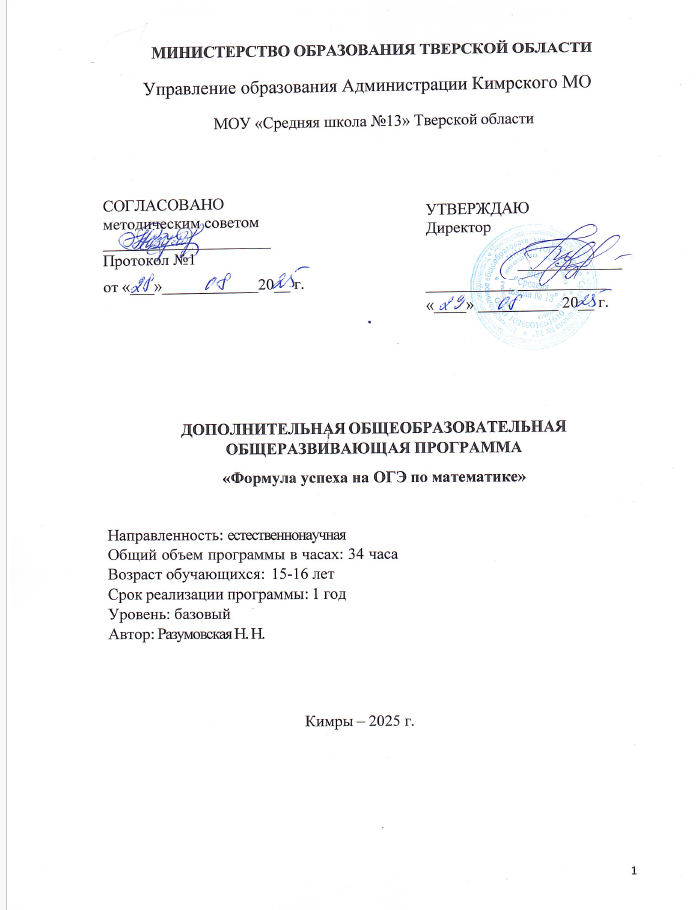 МИНИСТЕРСТВО ОБРАЗОВАНИЯ ТВЕРСКОЙ ОБЛАСТИ
Управление образования Администрации Кимрского МО
МОУ «Средняя школа №13» Тверской области
СОГЛАСОВАНО
методическим советом
Протокол №1
от «28» 08 2025 г.
УТВЕРЖДАЮ
Директор
«29» 08 2025 г.
ДОПОЛНИТЕЛЬНАЯ ОБЩЕОБРАЗОВАТЕЛЬНАЯ
ОБЩЕРАЗВИВАЮЩАЯ ПРОГРАММА
«Формула успеха на ОГЭ по математике»
Направленность: естественнонаучная
Общий объем программы в часах: 34 часа
Возраст обучающихся: 15-16 лет
Срок реализации программы: 1 год
Уровень: базовый
Автор: Разумовская Н. Н.
Кимры – 2025 г.
1